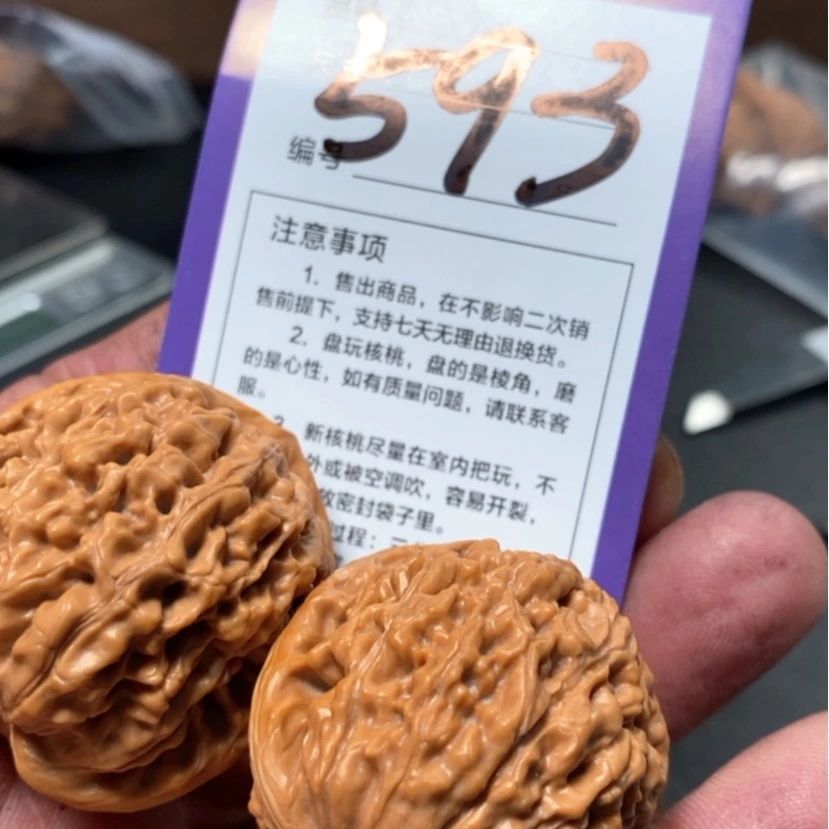 593
编号
注意事项
1. 售出商品，在不影响二次销
售前提下，支持七天无理由退换货。
2. 盘玩核桃，盘的是棱角，磨
的是心性，如有质量问题，请联系客
服。
新核桃尽量在室内把玩，不
外或被空调吹，容易开裂，
放密封袋子里。
过程：